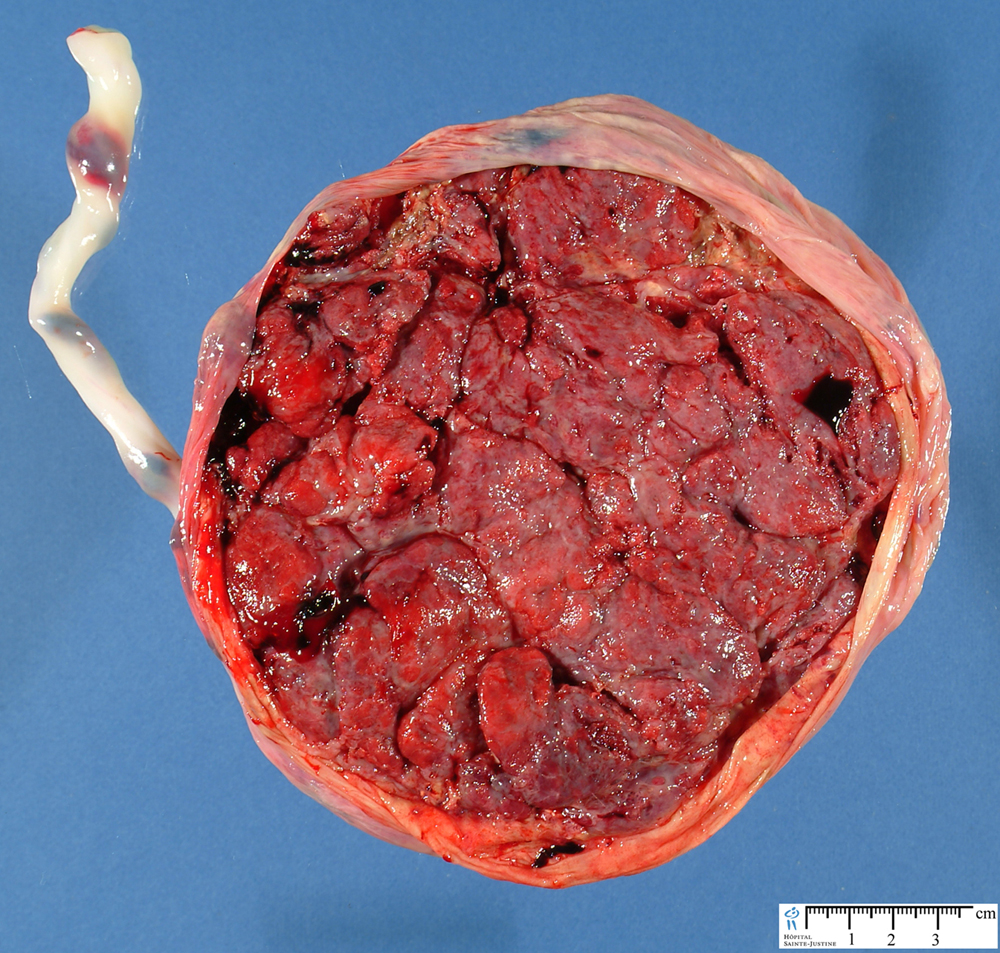 cm
HÔPITAL
SAINTE-JUSTINE
1 2 3